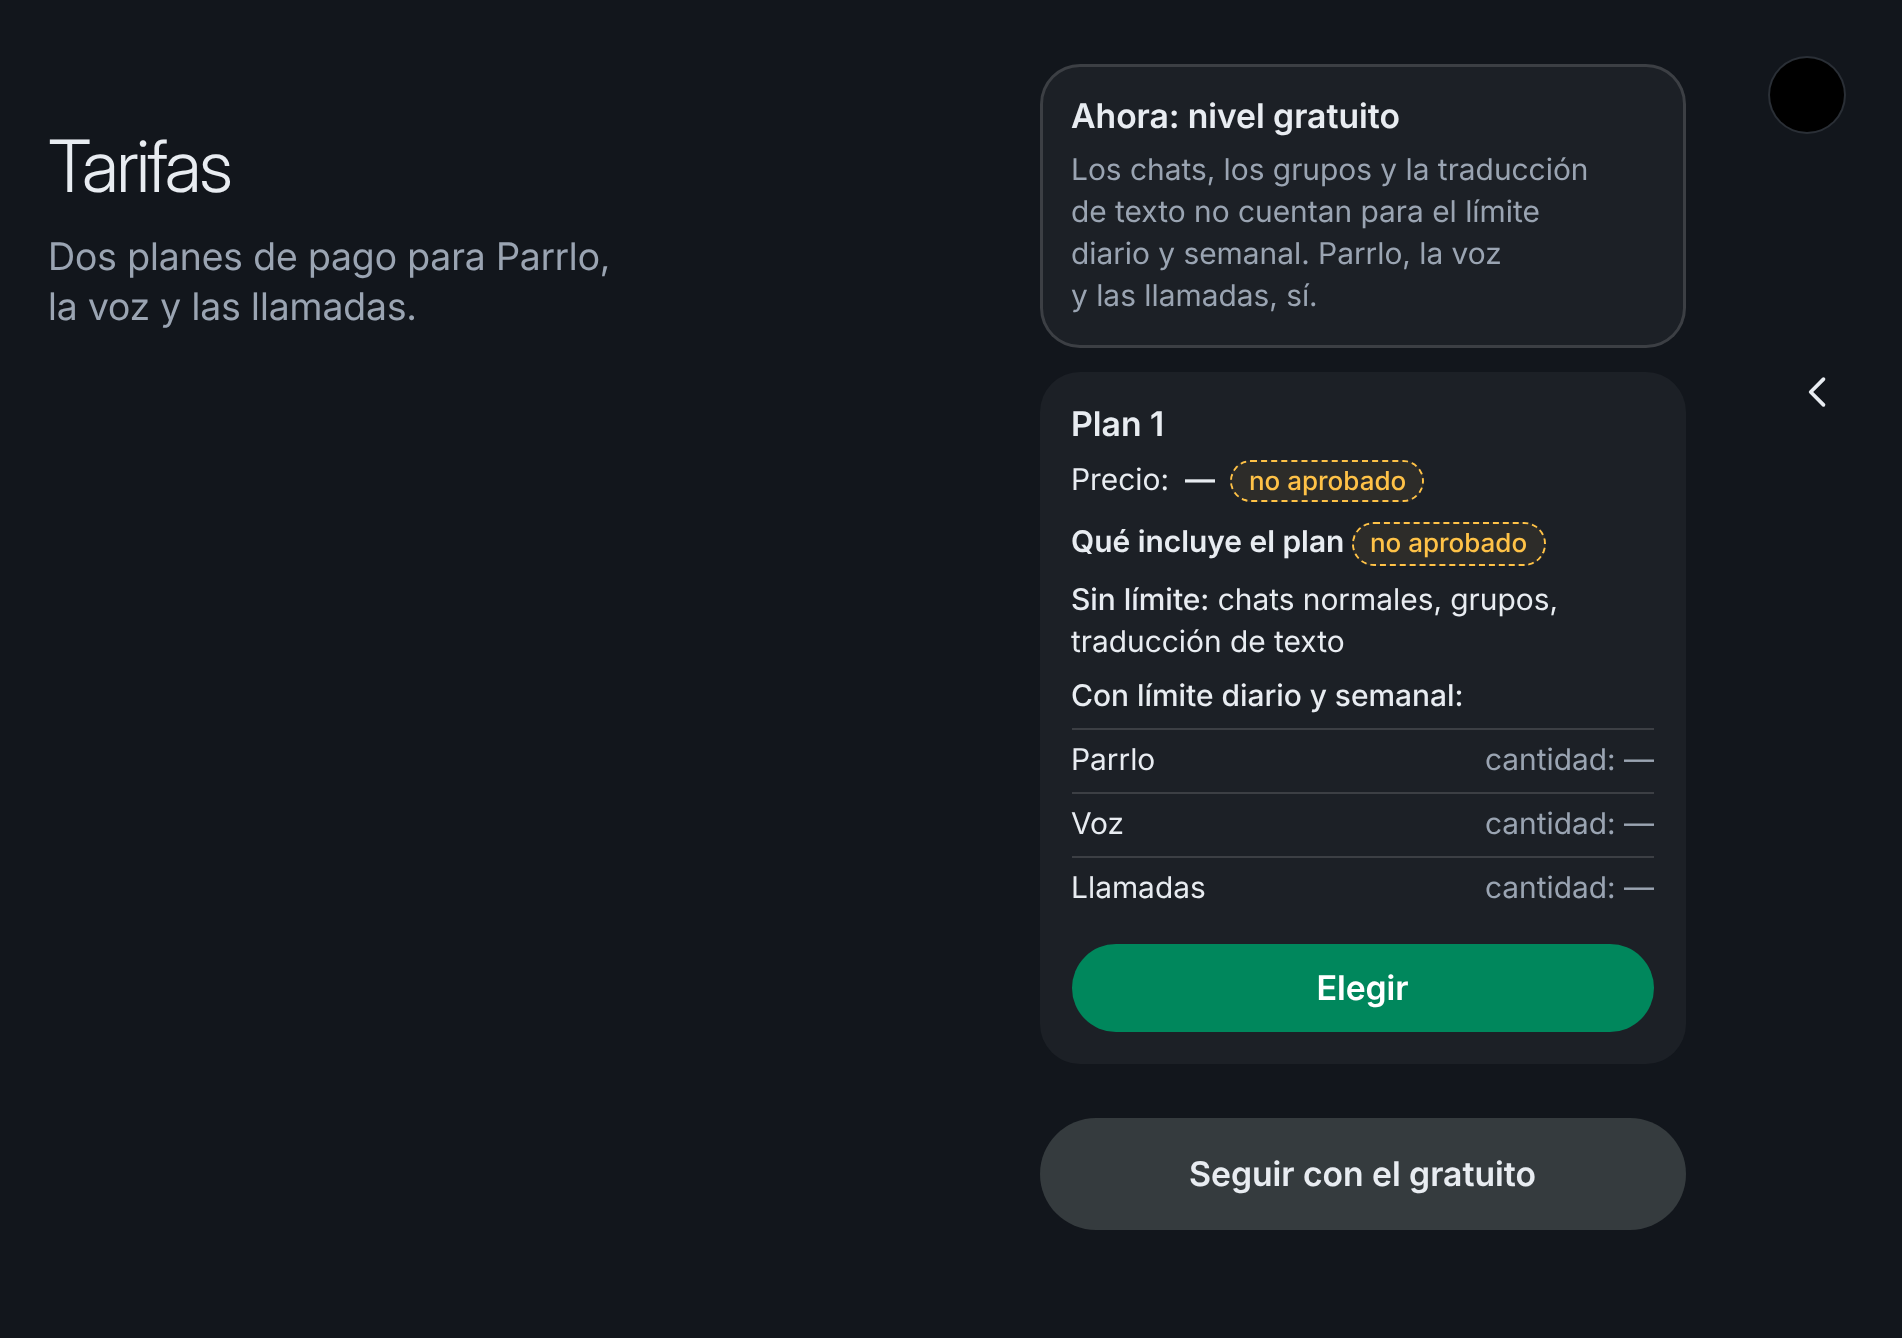 Tarifas
Dos planes de pago para Parrlo,
la voz y las llamadas.
Ahora: nivel gratuito
Los chats, los grupos y la traducción
de texto no cuentan para el límite
diario y semanal. Parrlo, la voz
y las llamadas, sí.
Plan 1
Precio: — no aprobado
Qué incluye el plan no aprobado
Sin límite: chats normales, grupos,
traducción de texto
Con límite diario y semanal:
Parrlo cantidad: —
Voz cantidad: —
Llamadas cantidad: —
Elegir
Seguir con el gratuito